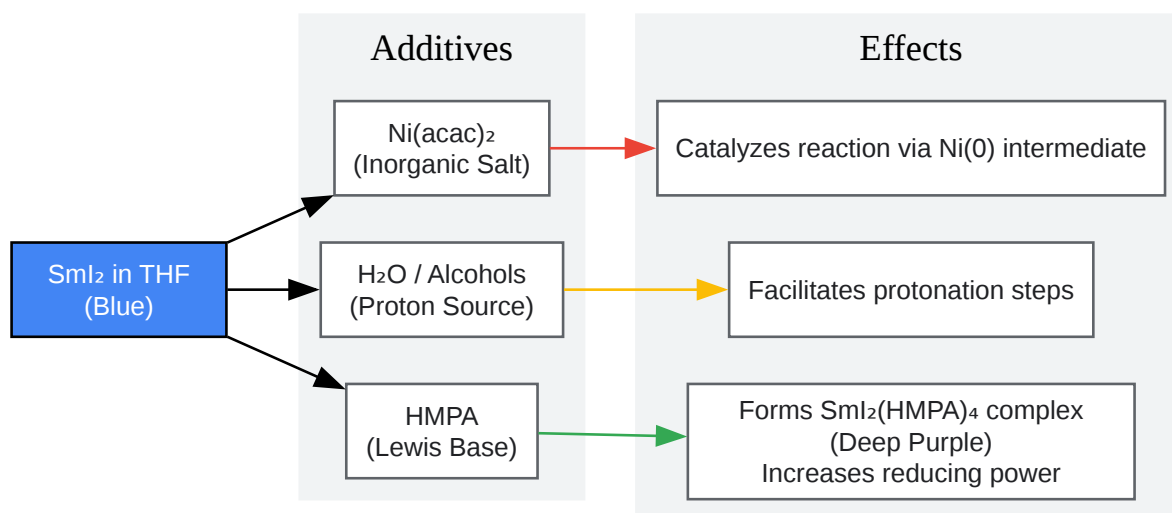 Additives
Effects
Ni(acac)₂
(Inorganic Salt)
Catalyzes reaction via Ni(0) intermediate
SmI₂ in THF
(Blue)
H₂O / Alcohols
(Proton Source)
Facilitates protonation steps
HMPA
(Lewis Base)
Forms SmI₂(HMPA)₄ complex
(Deep Purple)
Increases reducing power